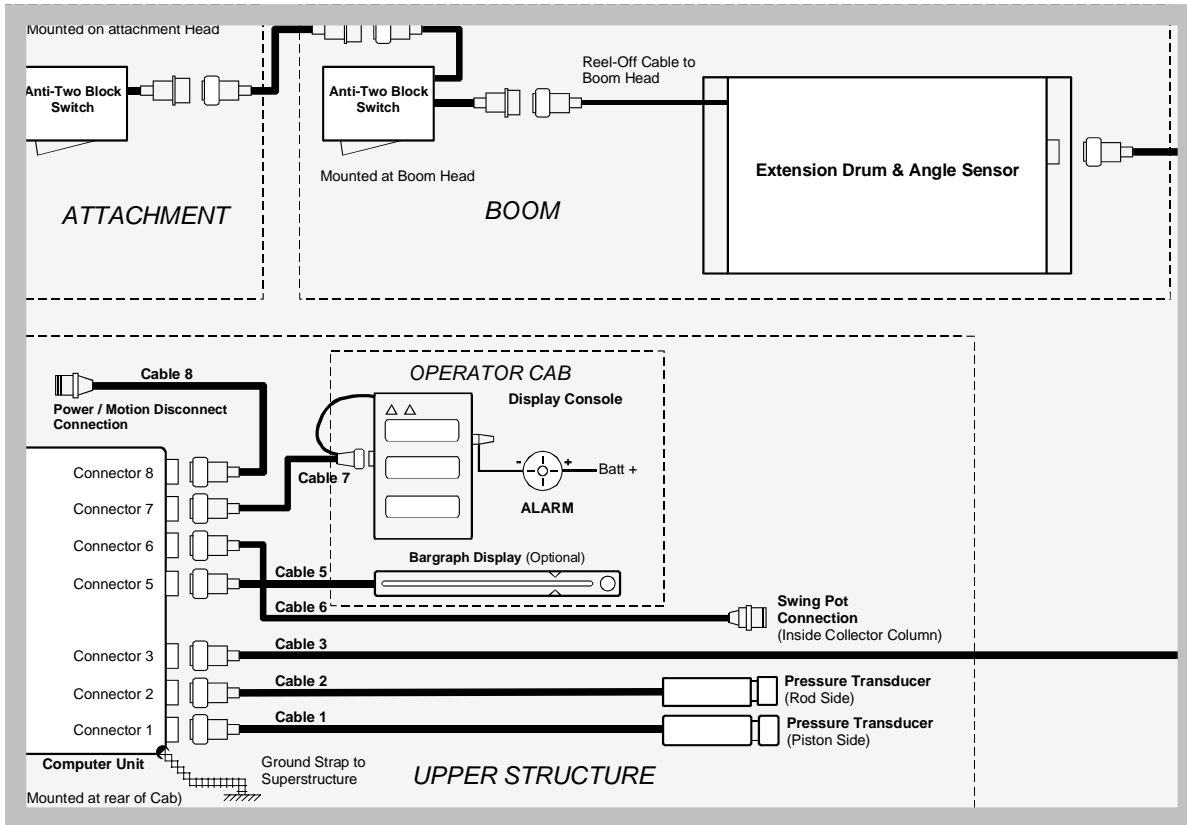 Mounted on attachment Head
Anti-Two Block
Switch
ATTACHMENT
Anti-Two Block
Switch
Mounted at Boom Head
BOOM
Reel-Off Cable to
Boom Head
Extension Drum & Angle Sensor
Cable 8
Power / Motion Disconnect
Connection
OPERATOR CAB
Display Console
Cable 7
-
+
Batt +
ALARM
Bargraph Display (Optional)
Connector 8
Connector 7
Connector 6
Connector 5
Connector 3
Connector 2
Connector 1
Cable 5
Cable 6
Cable 3
Cable 2
Cable 1
Swing Pot
Connection
(Inside Collector Column)
Pressure Transducer
(Rod Side)
Pressure Transducer
(Piston Side)
Computer Unit
Mounted at rear of Cab)
Ground Strap to
Superstructure
UPPER STRUCTURE